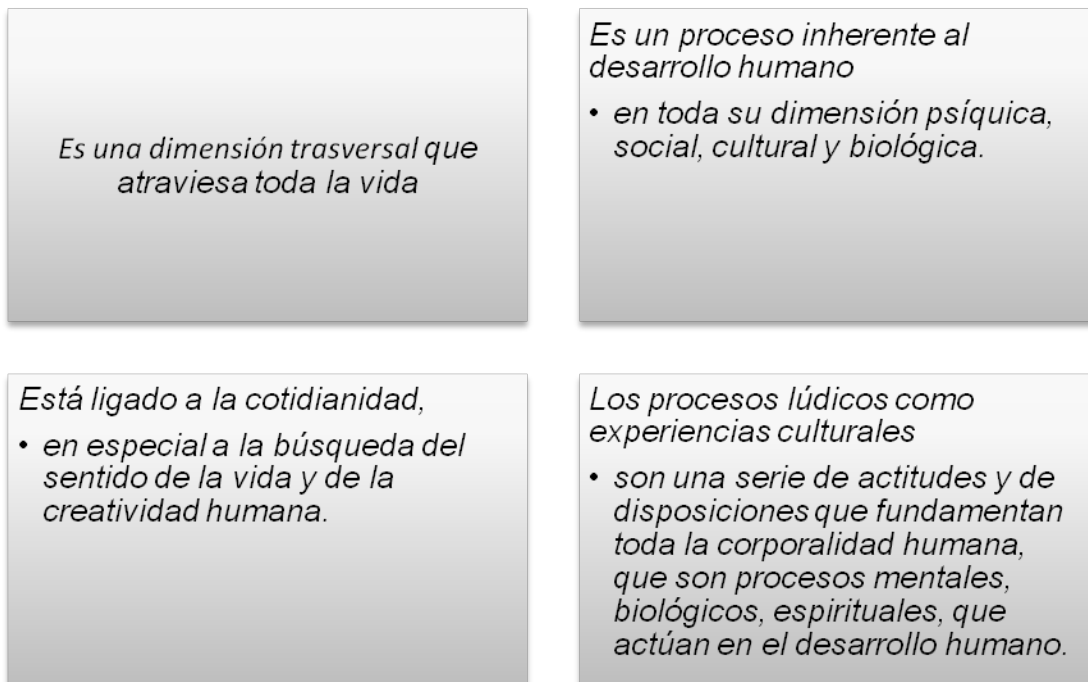 Es una dimensión trasversal que
atraviesa toda la vida
Es un proceso inherente al
desarrollo humano
• en toda su dimensión psíquica,
social, cultural y biológica.
Está ligado a la cotidianidad,
• en especial a la búsqueda del
sentido de la vida y de la
creatividad humana.
Los procesos lúdicos como
experiencias culturales
• son una serie de actitudes y de
disposiciones que fundamentan
toda la corporalidad humana,
que son procesos mentales,
biológicos, espirituales, que
actúan en el desarrollo humano.